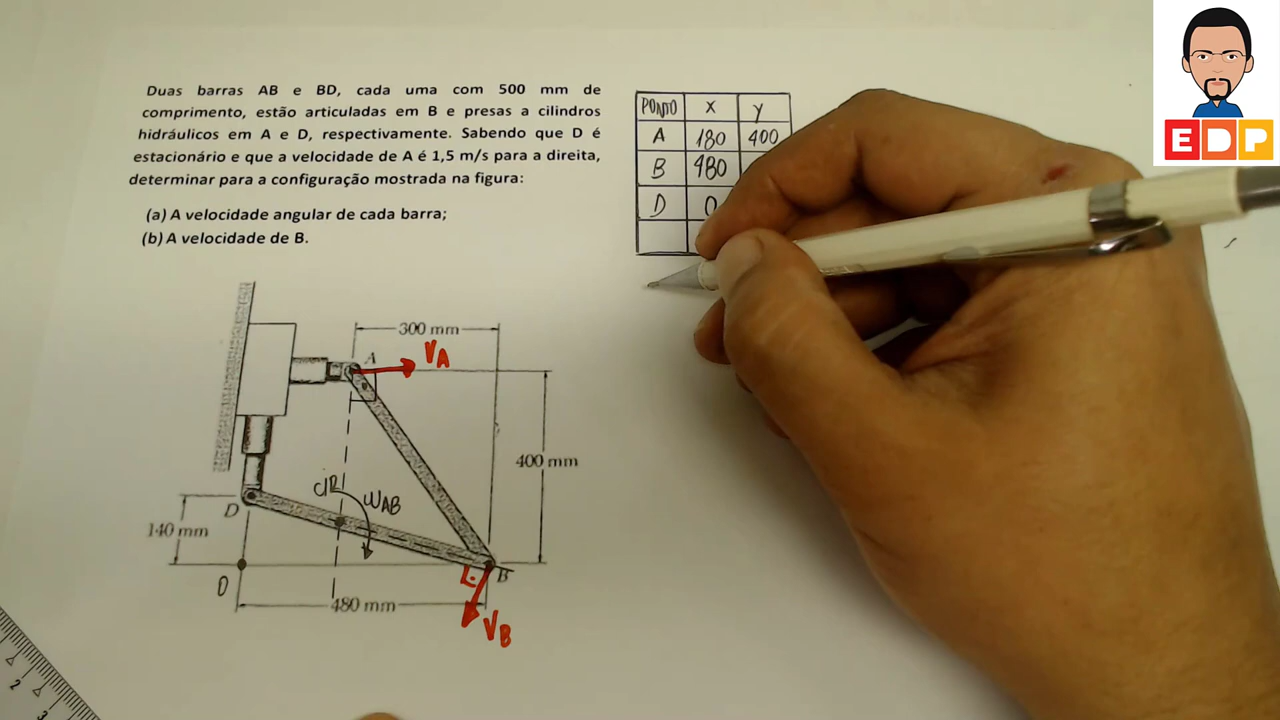 Duas barras AB e BD, cada uma com 500 mm de
comprimento, estão articuladas em B e presas a cilindros
hidráulicos em A e D, respectivamente. Sabendo que D é
estacionário e que a velocidade de A é 1,5 m/s para a direita,
determinar para a configuração mostrada na figura:
(a) A velocidade angular de cada barra;
(b) A velocidade de B.
PONTO X Y
A 180 400
B 480
D 0
EDP
300 mm
A VA
400 mm
CIR ωAB
D
140 mm
B
O
480 mm
VB
2
3